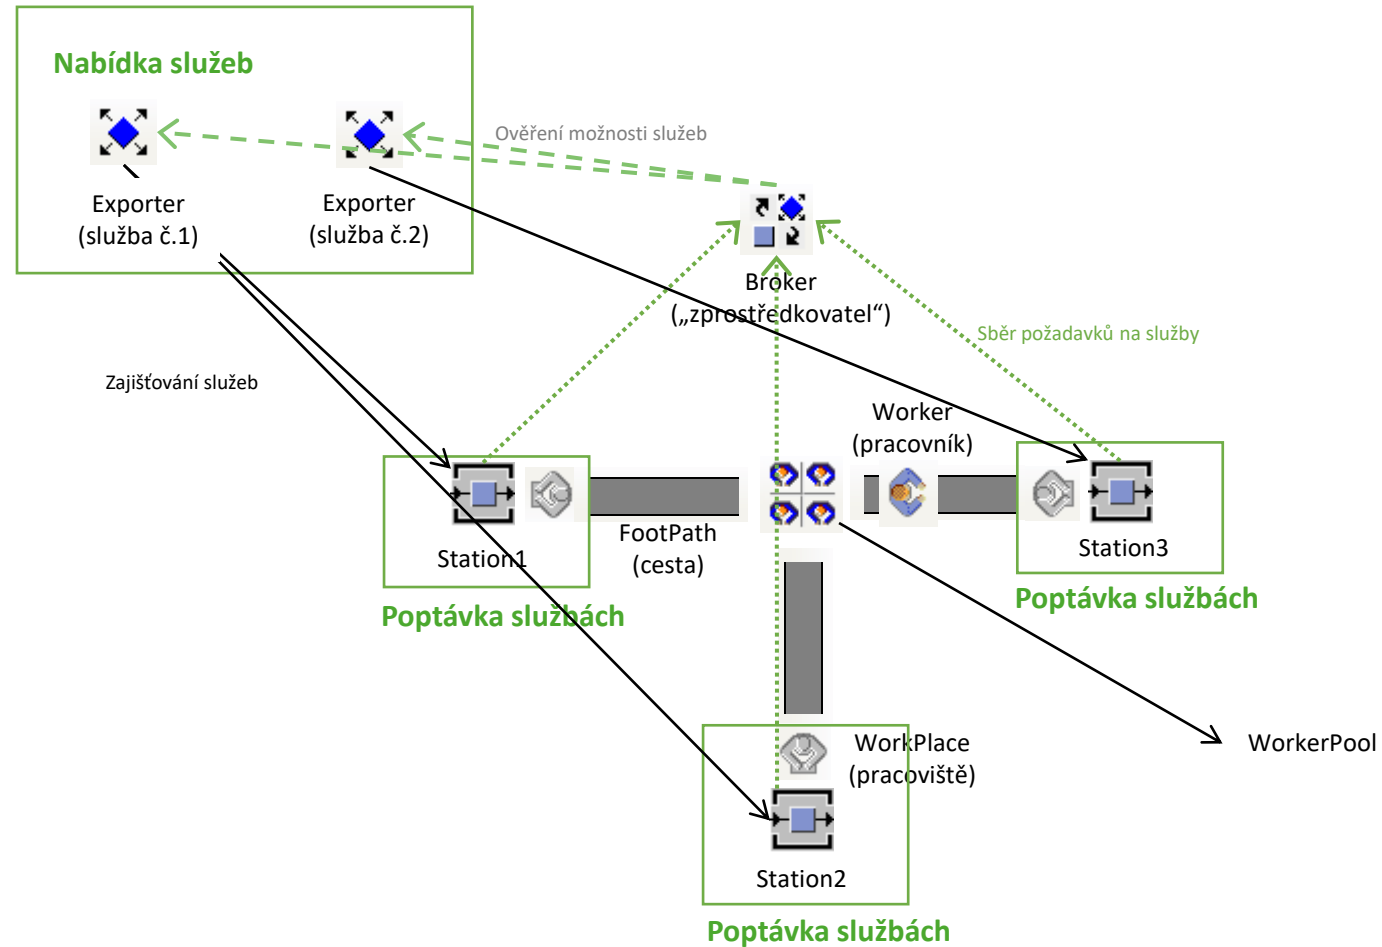 Nabídka služeb
Ověření možnosti služeb
Exporter
(služba č.1)
Exporter
(služba č.2)
Broker
(„zprostředkovatel“)
Sběr požadavků na služby
Zajišťování služeb
Worker
(pracovník)
Station1
FootPath
(cesta)
Station3
Poptávka službách
Poptávka službách
WorkPlace
(pracoviště)
WorkerPool
Station2
Poptávka službách